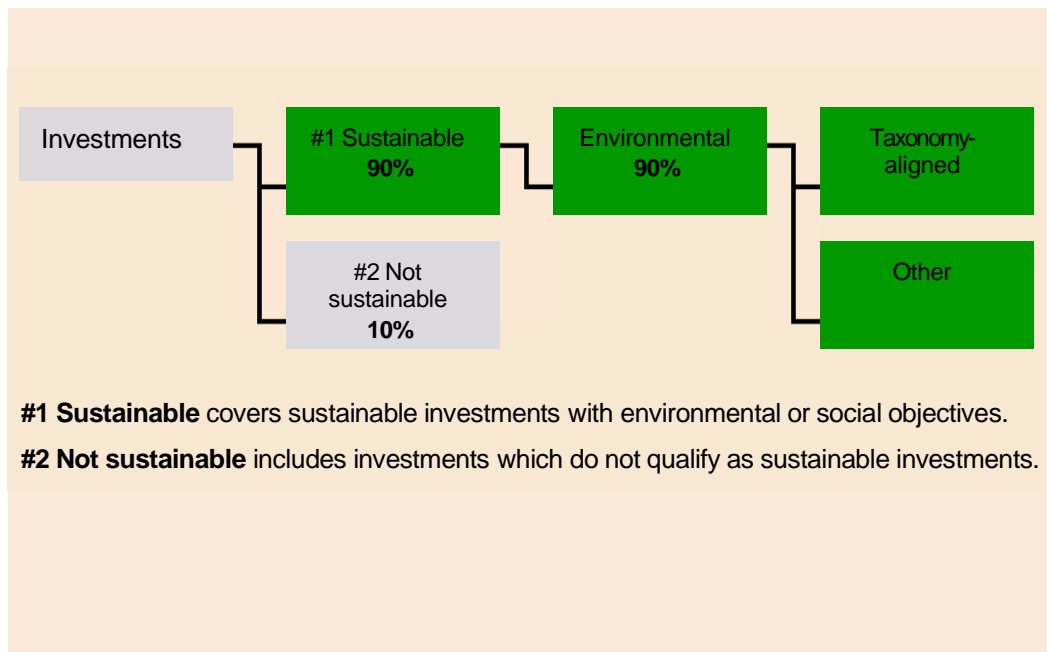 Investments
#1 Sustainable
90%
Environmental
90%
Taxonomy-
aligned
#2 Not
sustainable
10%
Other
#1 Sustainable covers sustainable investments with environmental or social objectives.
#2 Not sustainable includes investments which do not qualify as sustainable investments.